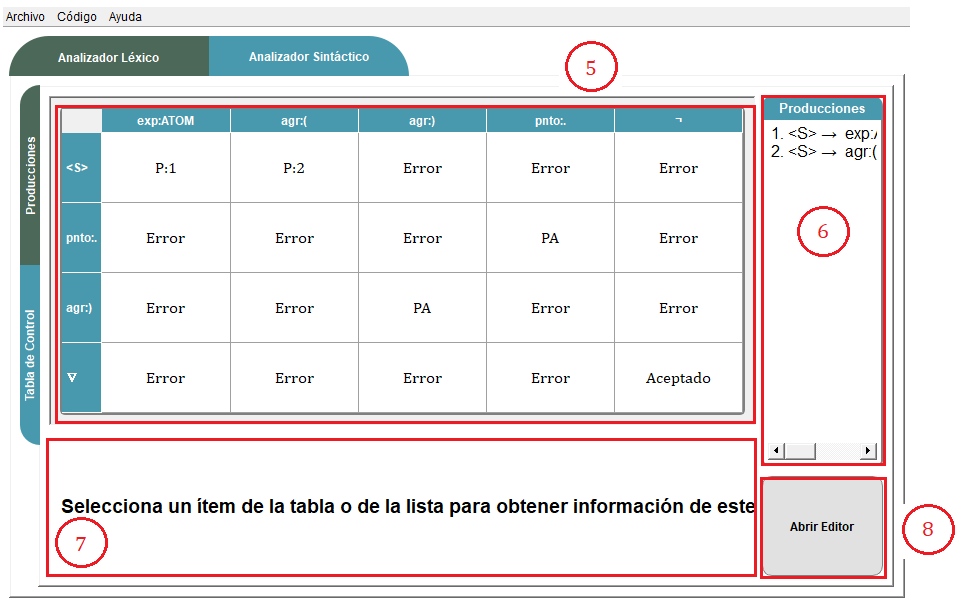 Archivo Código Ayuda
Analizador Léxico Analizador Sintáctico
5
Producciones
Tabla de Control
exp:ATOM agr:( agr:) pnto:. ¬
<S> P:1 P:2 Error Error Error
pnto:. Error Error Error PA Error
agr:) Error Error PA Error Error
∇ Error Error Error Error Aceptado
Producciones
1. <S> → exp:
2. <S> → agr:(
6
Selecciona un ítem de la tabla o de la lista para obtener información de este
7
Abrir Editor
8